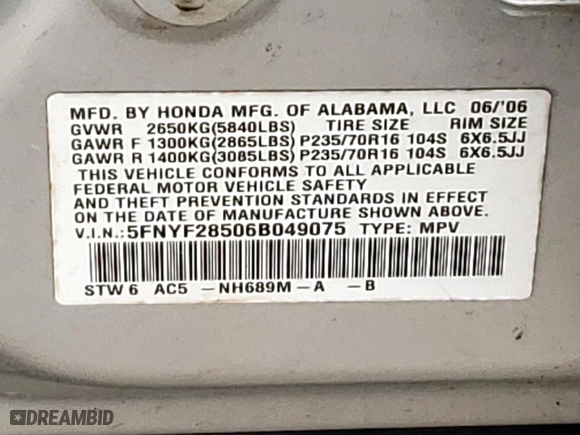 MFD. BY HONDA MFG. OF ALABAMA, LLC 06/'06
GVWR 2650KG(5840LBS) TIRE SIZE RIM SIZE
GAWR F 1300KG(2865LBS) P235/70R16 104S 6X6.5JJ
GAWR R 1400KG(3085LBS) P235/70R16 104S 6X6.5JJ
THIS VEHICLE CONFORMS TO ALL APPLICABLE
FEDERAL MOTOR VEHICLE SAFETY
AND THEFT PREVENTION STANDARDS IN EFFECT
ON THE DATE OF MANUFACTURE SHOWN ABOVE.
V.I.N.:5FNYF28506B049075 TYPE: MPV
STW6 AC5 -NH689M-A -B
DREAMBID